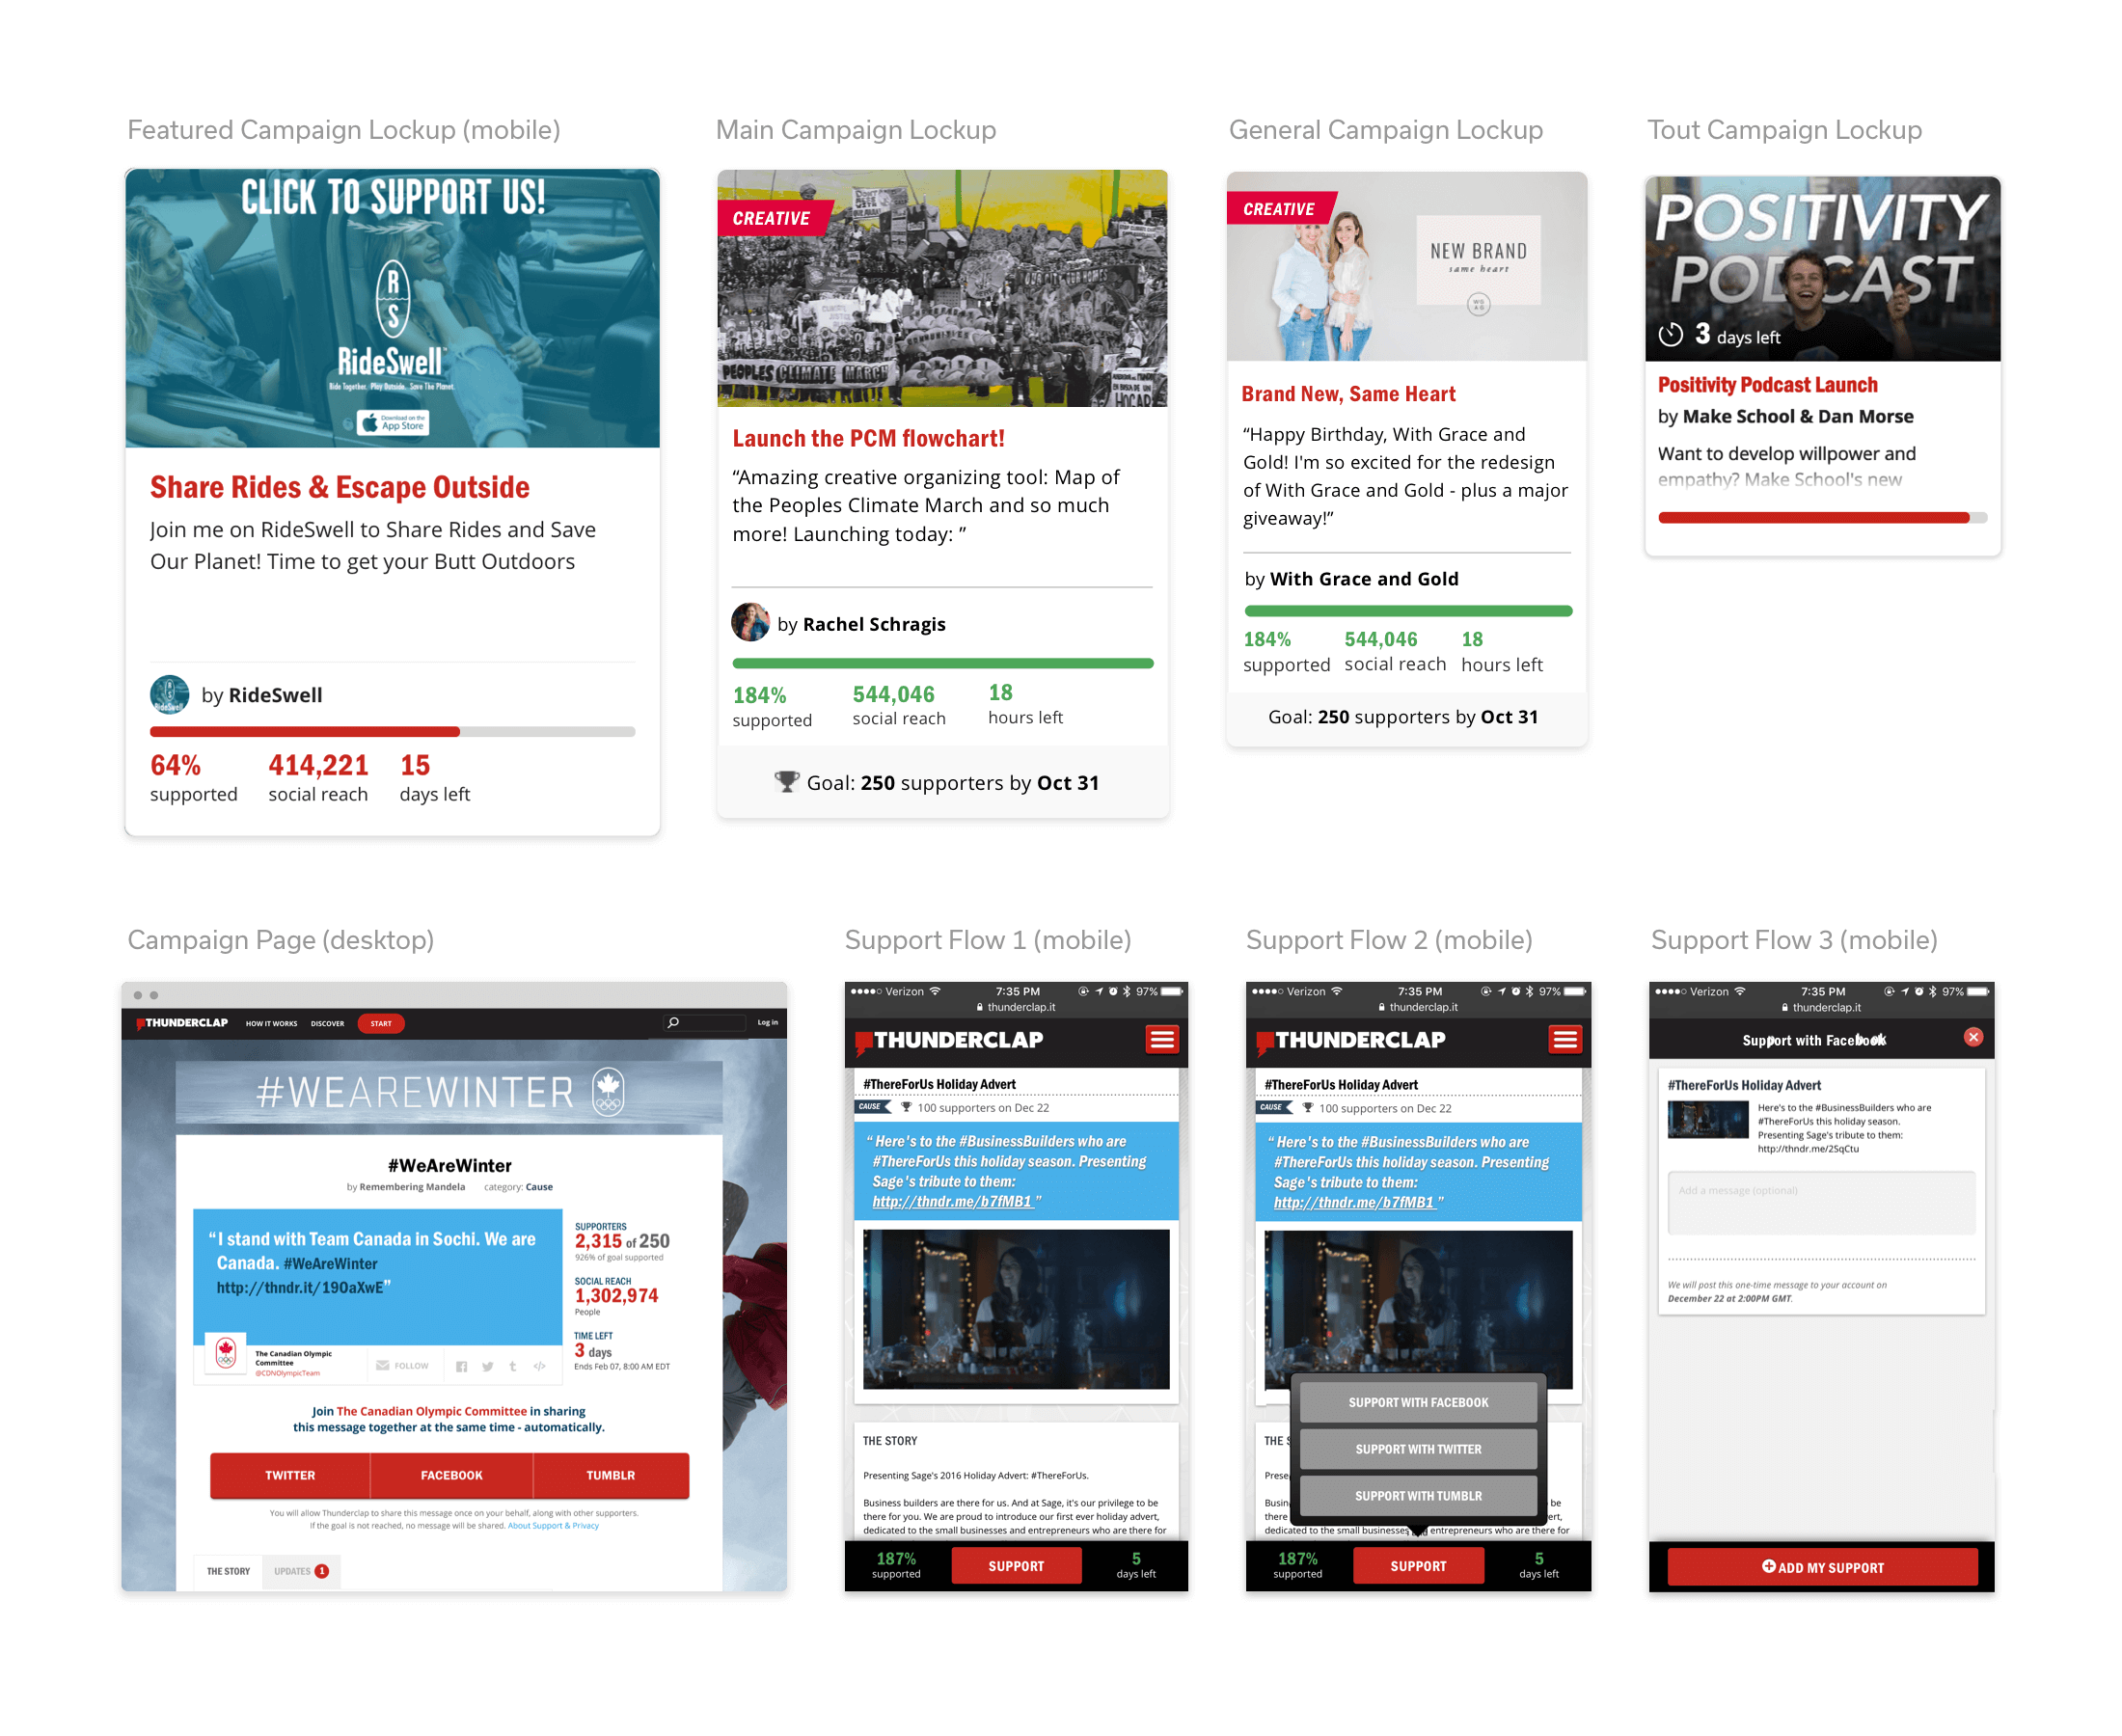 Featured Campaign Lockup (mobile)
CLICK TO SUPPORT US!
R
S
RideSwell
Ride Together. Play Outside. Save The Planet.
Download on the
App Store
Share Rides & Escape Outside
Join me on RideSwell to Share Rides and Save
Our Planet! Time to get your Butt Outdoors
by RideSwell
64% 414,221 15
supported social reach days left
Main Campaign Lockup
CREATIVE
PEOPLES CLIMATE MARCH
Launch the PCM flowchart!
“Amazing creative organizing tool: Map of
the Peoples Climate March and so much
more! Launching today: ”
by Rachel Schragis
184% 544,046 18
supported social reach hours left
Goal: 250 supporters by Oct 31
General Campaign Lockup
CREATIVE
NEW BRAND
same heart
Brand New, Same Heart
“Happy Birthday, With Grace and
Gold! I'm so excited for the redesign
of With Grace and Gold - plus a major
giveaway!”
by With Grace and Gold
184% 544,046 18
supported social reach hours left
Goal: 250 supporters by Oct 31
Tout Campaign Lockup
POSITIVITY
PODCAST
3 days left
Positivity Podcast Launch
by Make School & Dan Morse
Want to develop willpower and
empathy? Make School's new
Campaign Page (desktop)
THUNDERCLAP HOW IT WORKS DISCOVER START Log in
#WEAREWINTER
#WeAreWinter
by Remembering Mandela category: Cause
“I stand with Team Canada in Sochi. We are
Canada. #WeAreWinter
http://thndr.it/19OaXwE”
The Canadian Olympic
Committee
@CDNOlympicTeam
FOLLOW
SUPPORTERS
2,315 of 250
926% of goal supported
SOCIAL REACH
1,302,974
People
TIME LEFT
3 days
Ends Feb 07, 8:00 AM EDT
Join The Canadian Olympic Committee in sharing
this message together at the same time - automatically.
TWITTER FACEBOOK TUMBLR
You will allow Thunderclap to share this message once on your behalf, along with other supporters.
If the goal is not reached, no message will be shared. About Support & Privacy
THE STORY UPDATES 1
Support Flow 1 (mobile)
Verizon 7:35 PM 97%
thunderclap.it
THUNDERCLAP
#ThereForUs Holiday Advert
CAUSE 100 supporters on Dec 22
“ Here's to the #BusinessBuilders who are
#ThereForUs this holiday season. Presenting
Sage's tribute to them:
http://thndr.me/b7fMB1 ”
THE STORY
Presenting Sage's 2016 Holiday Advert: #ThereForUs.
Business builders are there for us. And at Sage, it's our privilege to be
there for you. We are proud to introduce our first ever holiday advert,
dedicated to the small businesses and entrepreneurs who are there for
187% SUPPORT 5
supported days left
Support Flow 2 (mobile)
Verizon 7:35 PM 97%
thunderclap.it
THUNDERCLAP
#ThereForUs Holiday Advert
CAUSE 100 supporters on Dec 22
“ Here's to the #BusinessBuilders who are
#ThereForUs this holiday season. Presenting
Sage's tribute to them:
http://thndr.me/b7fMB1 ”
SUPPORT WITH FACEBOOK
SUPPORT WITH TWITTER
SUPPORT WITH TUMBLR
THE S
Prese
Busin be
there ert,
dedicated to the small businesses entrepreneurs who are there for
187% SUPPORT 5
supported days left
Support Flow 3 (mobile)
Verizon 7:35 PM 97%
thunderclap.it
Support with Facebook
#ThereForUs Holiday Advert
Here's to the #BusinessBuilders who are
#ThereForUs this holiday season.
Presenting Sage's tribute to them:
http://thndr.me/2SqCtu
Add a message (optional)
We will post this one-time message to your account on
December 22 at 2:00PM GMT.
ADD MY SUPPORT